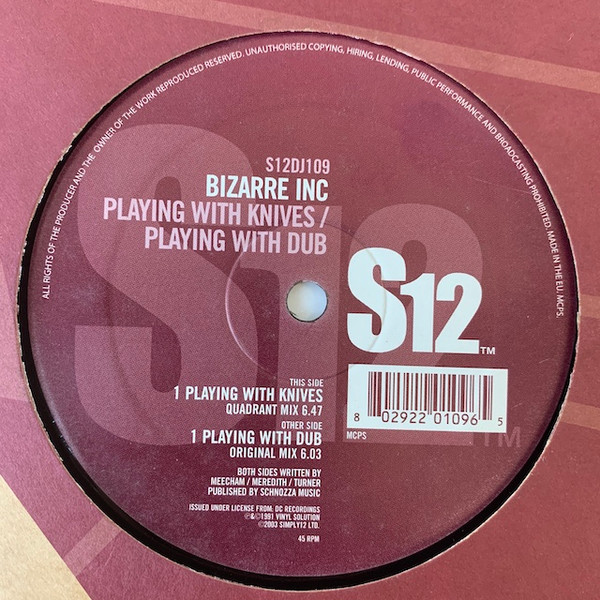 ALL RIGHTS OF THE PRODUCER AND THE OWNER OF THE WORK REPRODUCED RESERVED. UNAUTHORISED COPYING, HIRING, LENDING, PUBLIC PERFORMANCE AND BROADCASTING PROHIBITED. MADE IN THE EU. MCPS.
S12DJ109
BIZARRE INC
PLAYING WITH KNIVES /
PLAYING WITH DUB
S12
S12™
THIS SIDE
1 PLAYING WITH KNIVES
QUADRANT MIX 6.47
OTHER SIDE
1 PLAYING WITH DUB
ORIGINAL MIX 6.03
8 02922 01096 5
MCPS
TM
BOTH SIDES WRITTEN BY
MEECHAM / MEREDITH / TURNER
PUBLISHED BY SCHNOZZA MUSIC
ISSUED UNDER LICENSE FROM: DC RECORDINGS
℗&©1991 VINYL SOLUTION
©2003 SIMPLY12 LTD.
45 RPM